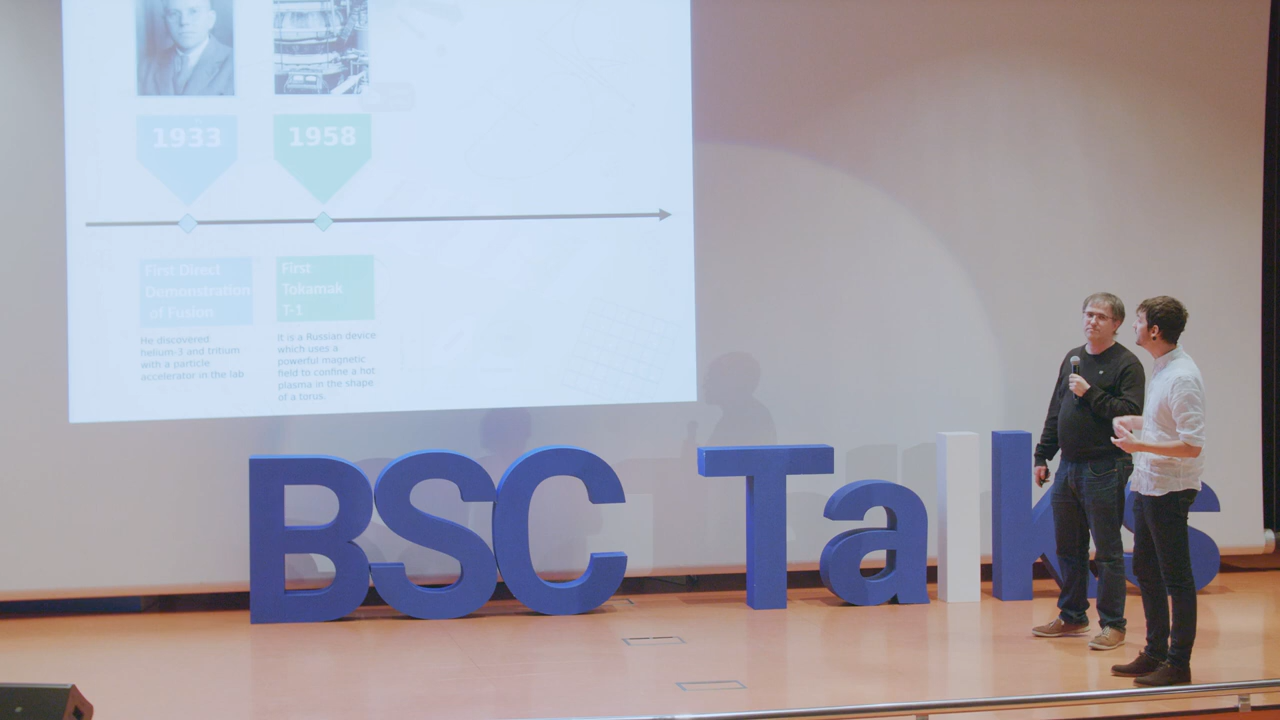 1933
1958
First Direct
Demonstration
of Fusion
First
Tokamak
T-1
He discovered
helium-3 and tritium
with a particle
accelerator in the lab
It is a Russian device
which uses a
powerful magnetic
field to confine a hot
plasma in the shape
of a torus.
BSC Talks